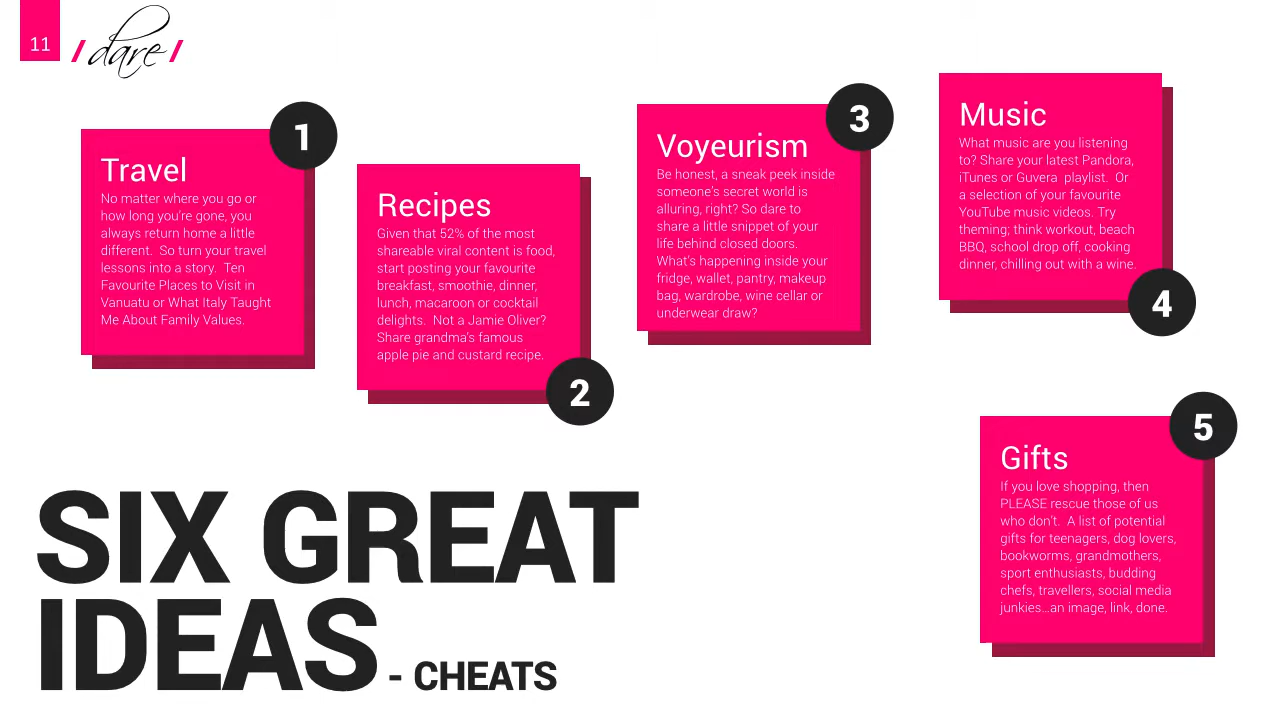 11
/dare/
1
Travel
No matter where you go or
how long you're gone, you
always return home a little
different.  So turn your travel
lessons into a story.  Ten
Favourite Places to Visit in
Vanuatu or What Italy Taught
Me About Family Values.
Recipes
Given that 52% of the most
shareable viral content is food,
start posting your favourite
breakfast, smoothie, dinner,
lunch, macaroon or cocktail
delights.  Not a Jamie Oliver?
Share grandma's famous
apple pie and custard recipe.
2
3
Voyeurism
Be honest, a sneak peek inside
someone's secret world is
alluring, right? So dare to
share a little snippet of your
life behind closed doors.
What's happening inside your
fridge, wallet, pantry, makeup
bag, wardrobe, wine cellar or
underwear draw?
Music
What music are you listening
to? Share your latest Pandora,
iTunes or Guvera  playlist.  Or
a selection of your favourite
YouTube music videos. Try
theming; think workout, beach
BBQ, school drop off, cooking
dinner, chilling out with a wine.
4
5
Gifts
If you love shopping, then
PLEASE rescue those of us
who don't.  A list of potential
gifts for teenagers, dog lovers,
bookworms, grandmothers,
sport enthusiasts, budding
chefs, travellers, social media
junkies…an image, link, done.
SIX GREAT
IDEAS - CHEATS